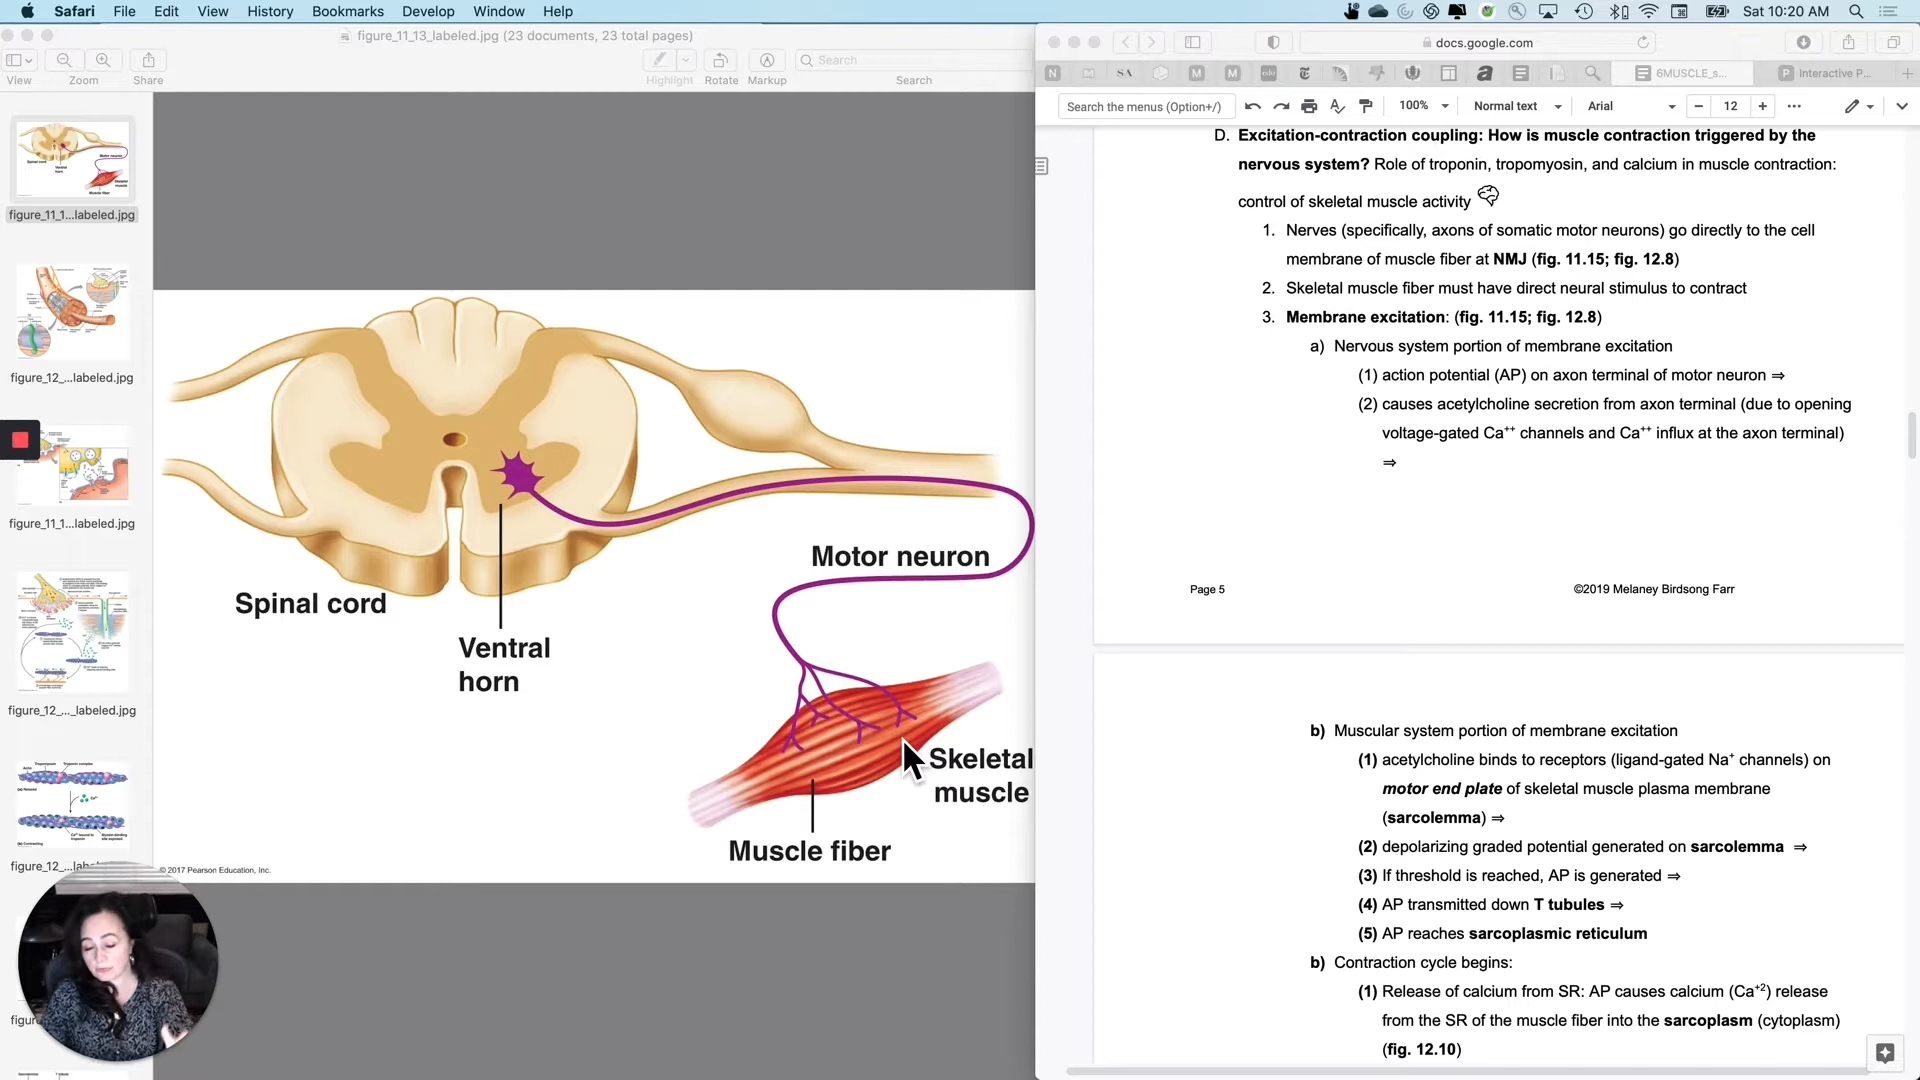 Safari File Edit View History Bookmarks Develop Window Help
Sat 10:20 AM
figure_11_13_labeled.jpg (23 documents, 23 total pages)
View
Zoom
Share
Highlight
Rotate
Markup
Search
Search
figure_11_1...labeled.jpg
figure_12_...labeled.jpg
figure_11_1...labeled.jpg
figure_12_..._labeled.jpg
Spinal cord
Ventral
horn
Motor neuron
Skeletal
muscle
Muscle fiber
© 2017 Pearson Education, Inc.
docs.google.com
6MUSCLE_s...
Interactive P...
Search the menus (Option+/)
100%
Normal text
Arial
12
D. Excitation-contraction coupling: How is muscle contraction triggered by the
nervous system? Role of troponin, tropomyosin, and calcium in muscle contraction:
control of skeletal muscle activity
1. Nerves (specifically, axons of somatic motor neurons) go directly to the cell
membrane of muscle fiber at NMJ (fig. 11.15; fig. 12.8)
2. Skeletal muscle fiber must have direct neural stimulus to contract
3. Membrane excitation: (fig. 11.15; fig. 12.8)
a) Nervous system portion of membrane excitation
(1) action potential (AP) on axon terminal of motor neuron ⇒
(2) causes acetylcholine secretion from axon terminal (due to opening
voltage-gated Ca⁺⁺ channels and Ca⁺⁺ influx at the axon terminal)
⇒
Page 5
©2019 Melaney Birdsong Farr
b) Muscular system portion of membrane excitation
(1) acetylcholine binds to receptors (ligand-gated Na⁺ channels) on
motor end plate of skeletal muscle plasma membrane
(sarcolemma) ⇒
(2) depolarizing graded potential generated on sarcolemma ⇒
(3) If threshold is reached, AP is generated ⇒
(4) AP transmitted down T tubules ⇒
(5) AP reaches sarcoplasmic reticulum
b) Contraction cycle begins:
(1) Release of calcium from SR: AP causes calcium (Ca⁺²) release
from the SR of the muscle fiber into the sarcoplasm (cytoplasm)
(fig. 12.10)